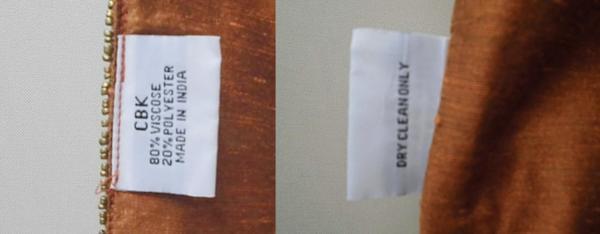 CBK
80% VISCOSE
20% POLYESTER
MADE IN INDIA
DRY CLEAN ONLY